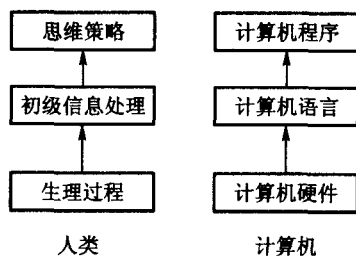 思维策略
计算机程序
初级信息处理
计算机语言
生理过程
计算机硬件
人类
计算机